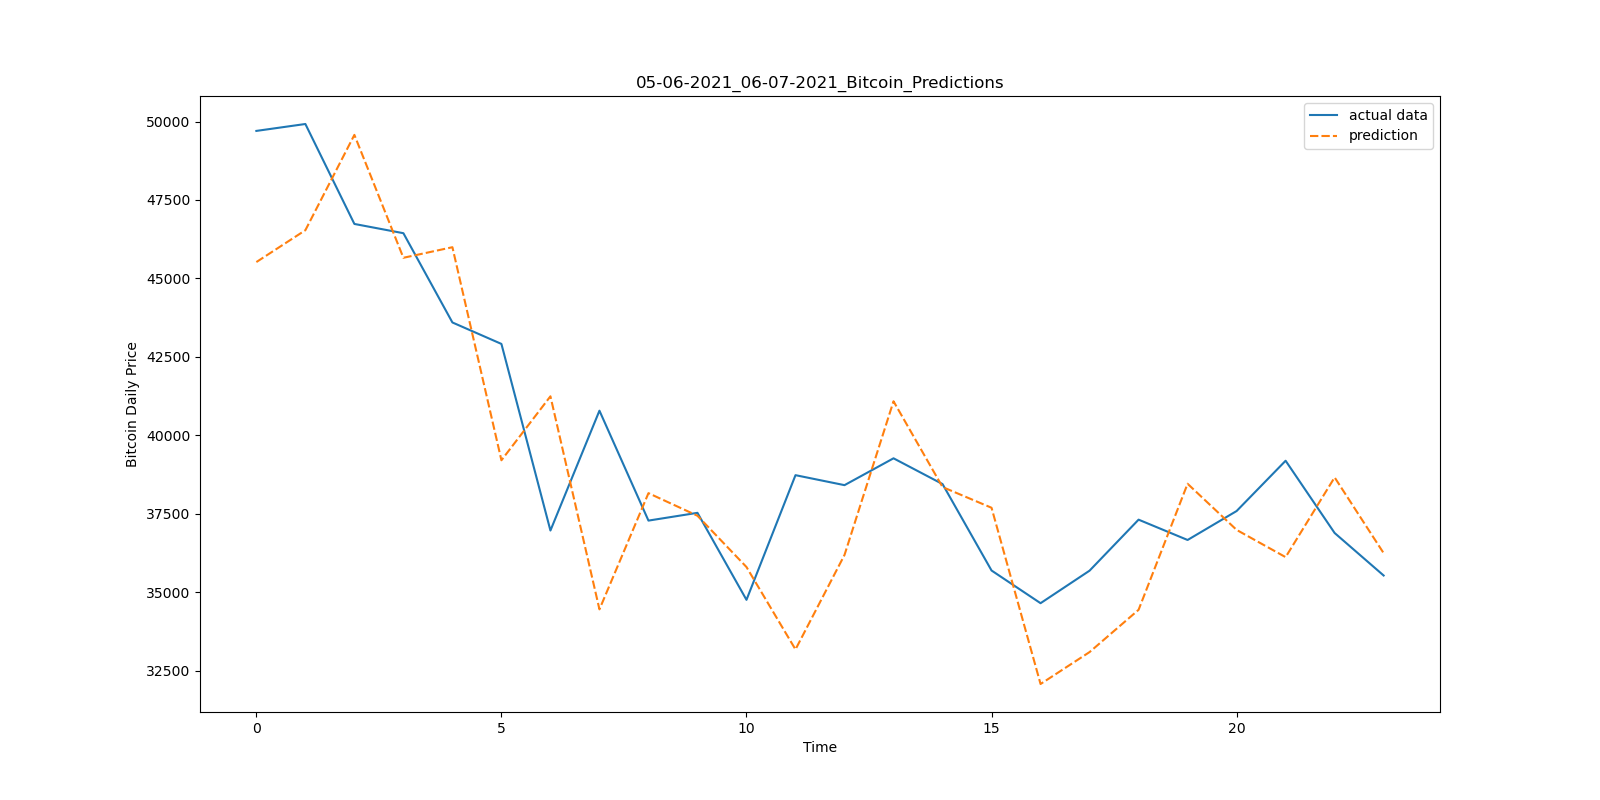 05-06-2021_06-07-2021_Bitcoin_Predictions
actual data
prediction
50000
47500
45000
42500
40000
37500
35000
32500
Bitcoin Daily Price
0 5 10 15 20
Time